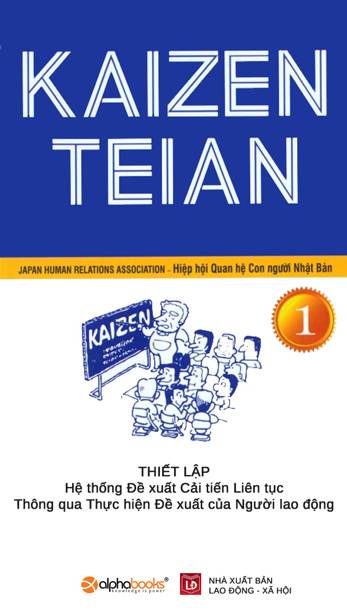 KAIZEN
TEIAN
JAPAN HUMAN RELATIONS ASSOCIATION - Hiệp hội Quan hệ Con người Nhật Bản
1
KAIZEN
THIẾT LẬP
Hệ thống Đề xuất Cải tiến Liên tục
Thông qua Thực hiện Đề xuất của Người lao động
alphabooks®
knowledge is power
LĐ
NHÀ XUẤT BẢN
LAO ĐỘNG - XÃ HỘI